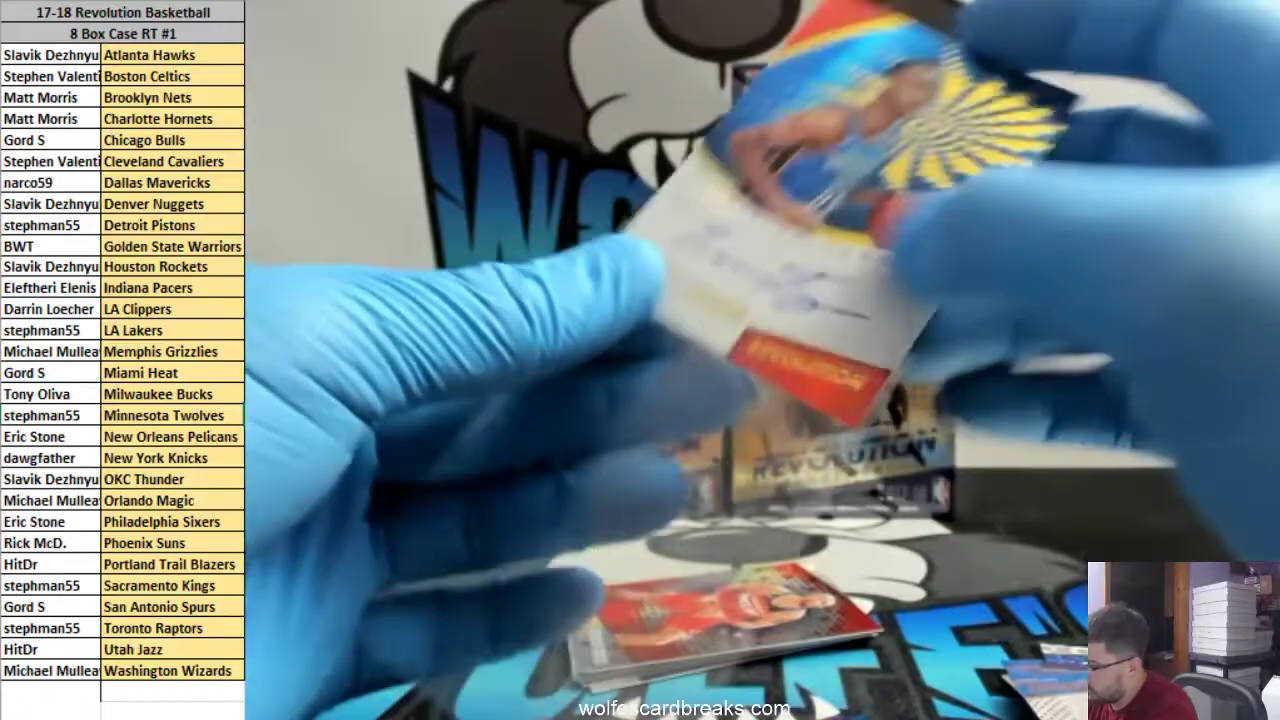 17-18 Revolution Basketball
8 Box Case RT #1
Slavik Dezhnyu Atlanta Hawks
Stephen Valenti Boston Celtics
Matt Morris Brooklyn Nets
Matt Morris Charlotte Hornets
Gord S Chicago Bulls
Stephen Valenti Cleveland Cavaliers
narco59 Dallas Mavericks
Slavik Dezhnyu Denver Nuggets
stephman55 Detroit Pistons
BWT Golden State Warriors
Slavik Dezhnyu Houston Rockets
Eleftheri Elenis Indiana Pacers
Darrin Loecher LA Clippers
stephman55 LA Lakers
Michael Mulleav Memphis Grizzlies
Gord S Miami Heat
Tony Oliva Milwaukee Bucks
stephman55 Minnesota Twolves
Eric Stone New Orleans Pelicans
dawgfather New York Knicks
Slavik Dezhnyu OKC Thunder
Michael Mulleav Orlando Magic
Eric Stone Philadelphia Sixers
Rick McD. Phoenix Suns
HitDr Portland Trail Blazers
stephman55 Sacramento Kings
Gord S San Antonio Spurs
stephman55 Toronto Raptors
HitDr Utah Jazz
Michael Mulleav Washington Wizards
REVOLUTION
REVOLUTION
wolfescardbreaks.com